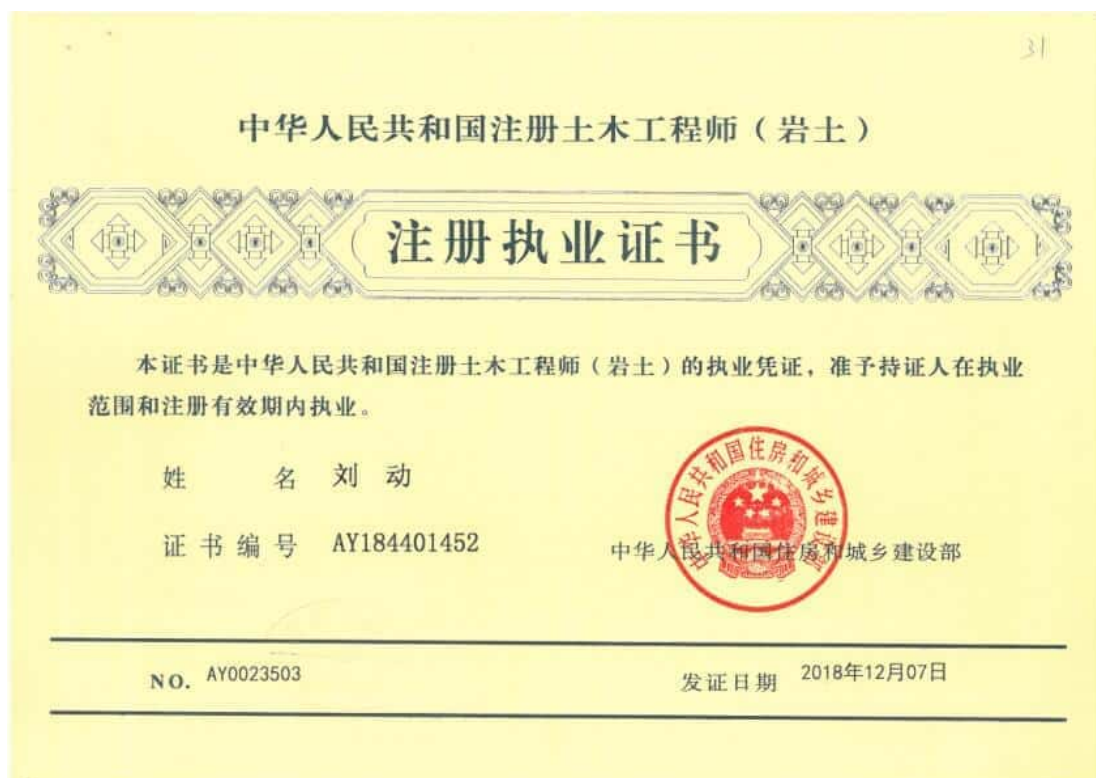 31
中华人民共和国注册土木工程师（岩土）
注册执业证书
本证书是中华人民共和国注册土木工程师（岩土）的执业凭证，准予持证人在执业
范围和注册有效期内执业。
姓 名 刘 动
证书编号 AY184401452
中华人民共和国住房和城乡建设部
中华人民共和国住房和城乡建设部
NO. AY0023503
发证日期 2018年12月07日